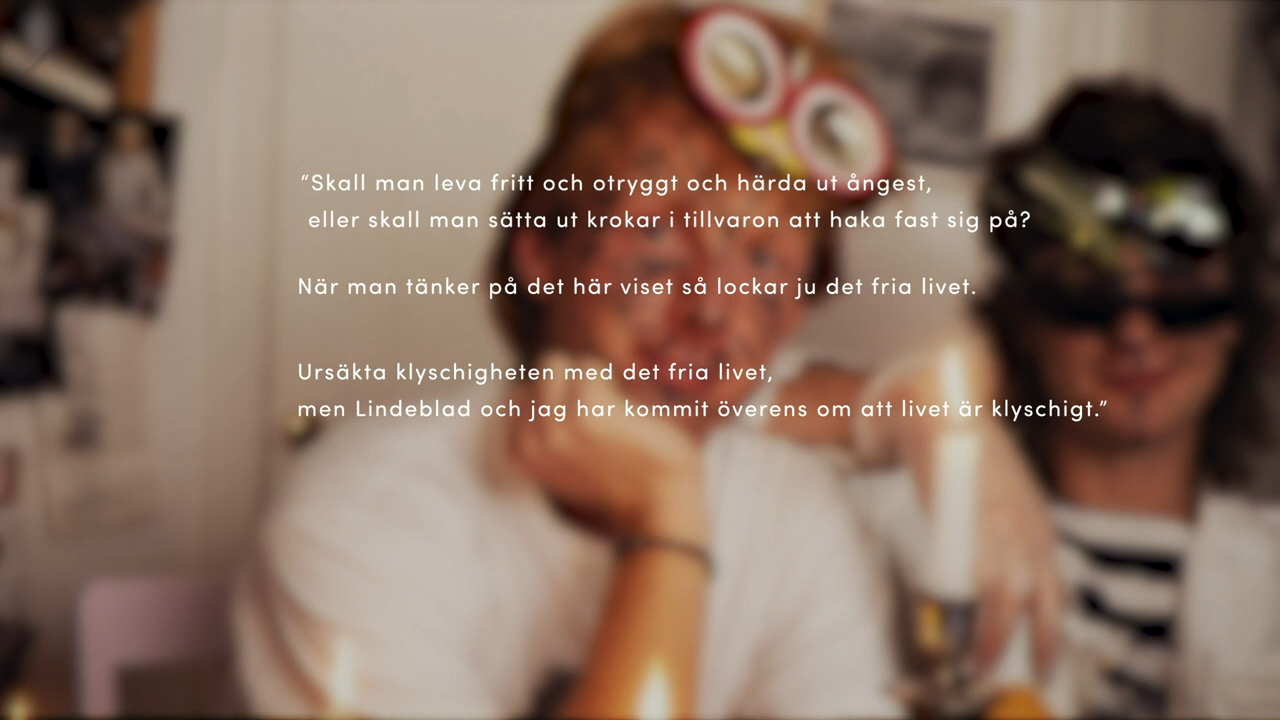 “Skall man leva fritt och otryggt och härda ut ångest,
eller skall man sätta ut krokar i tillvaron att haka fast sig på?
När man tänker på det här viset så lockar ju det fria livet.
Ursäkta klyschigheten med det fria livet,
men Lindeblad och jag har kommit överens om att livet är klyschigt.”